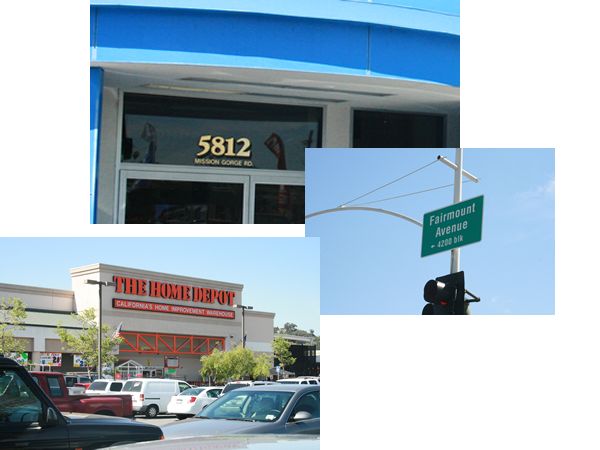 5812
MISSION GORGE RD.
Fairmount
Avenue
← 4200 blk
THE HOME DEPOT
CALIFORNIA'S HOME IMPROVEMENT WAREHOUSE